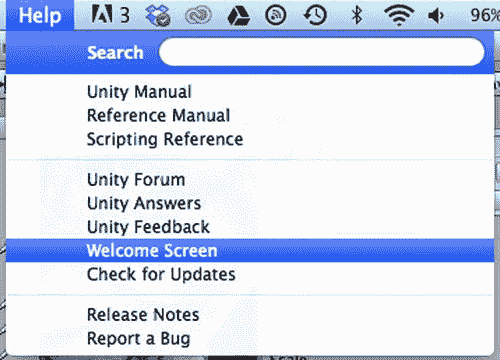 Help 3 96%
Search
Unity Manual
Reference Manual
Scripting Reference
Unity Forum
Unity Answers
Unity Feedback
Welcome Screen
Check for Updates
Release Notes
Report a Bug